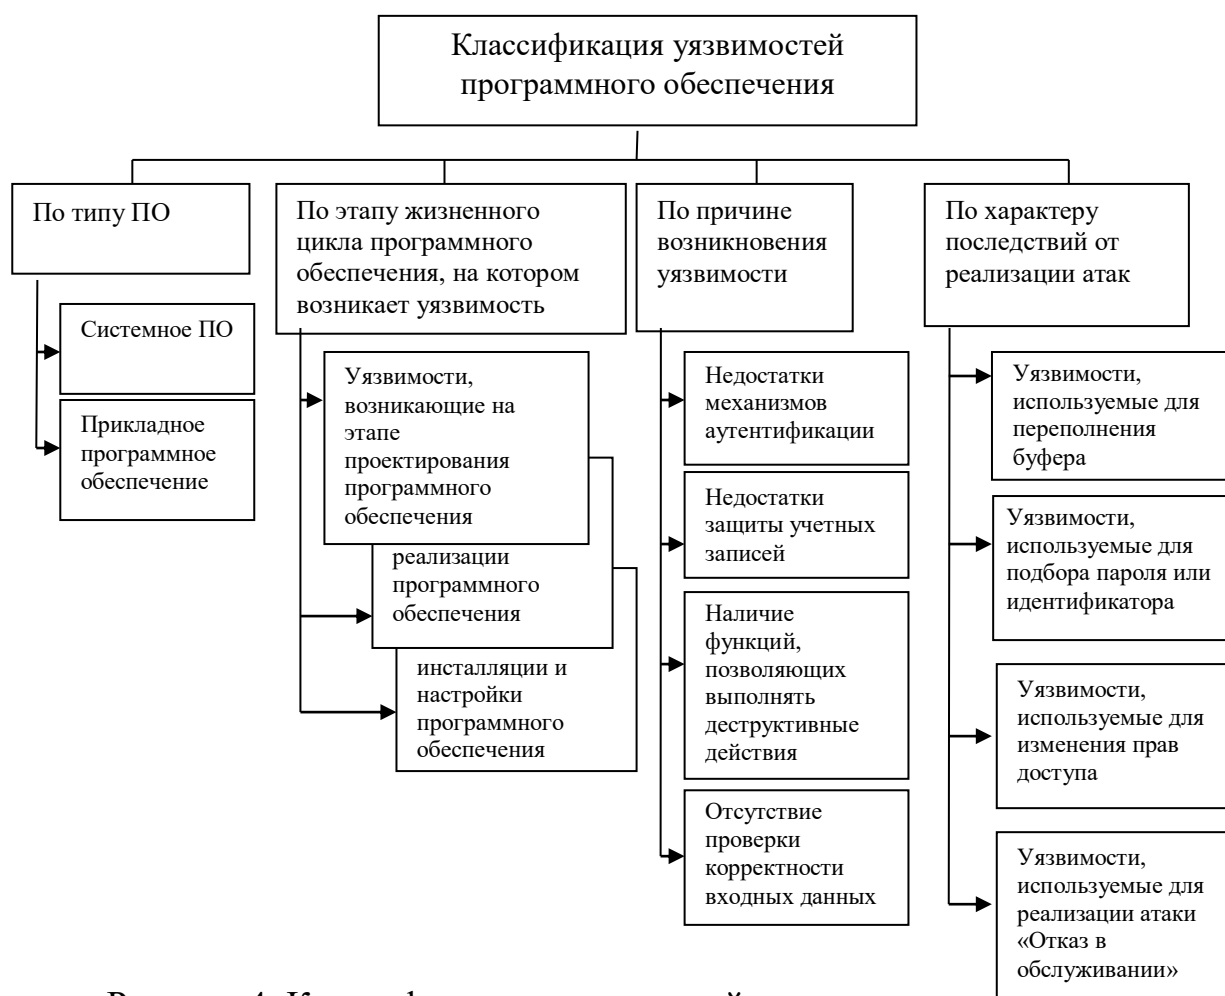 Классификация уязвимостей
программного обеспечения
По типу ПО
Системное ПО
Прикладное
программное
обеспечение
По этапу жизненного
цикла программного
обеспечения, на котором
возникает уязвимость
Уязвимости,
возникающие на
этапе
проектирования
программного
обеспечения
реализации
программного
обеспечения
инсталляции и
настройки
программного
обеспечения
По причине
возникновения
уязвимости
Недостатки
механизмов
аутентификации
Недостатки
защиты учетных
записей
Наличие
функций,
позволяющих
выполнять
деструктивные
действия
Отсутствие
проверки
корректности
входных данных
По характеру
последствий от
реализации атак
Уязвимости,
используемые для
переполнения
буфера
Уязвимости,
используемые для
подбора пароля или
идентификатора
Уязвимости,
используемые для
изменения прав
доступа
Уязвимости,
используемые для
реализации атаки
«Отказ в
обслуживании»